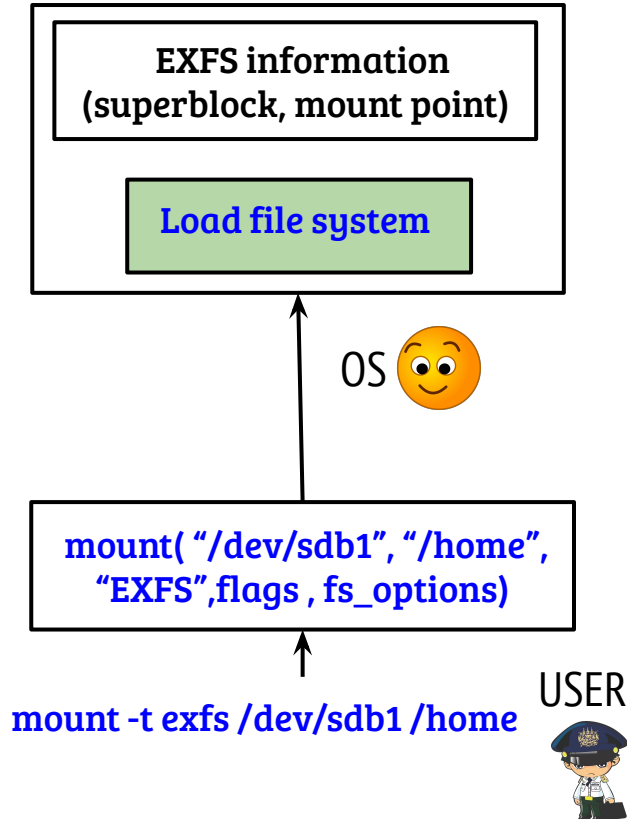 EXFS information
(superblock, mount point)
Load file system
OS
mount( “/dev/sdb1”, “/home”,
“EXFS”,flags , fs_options)
USER
mount -t exfs /dev/sdb1 /home